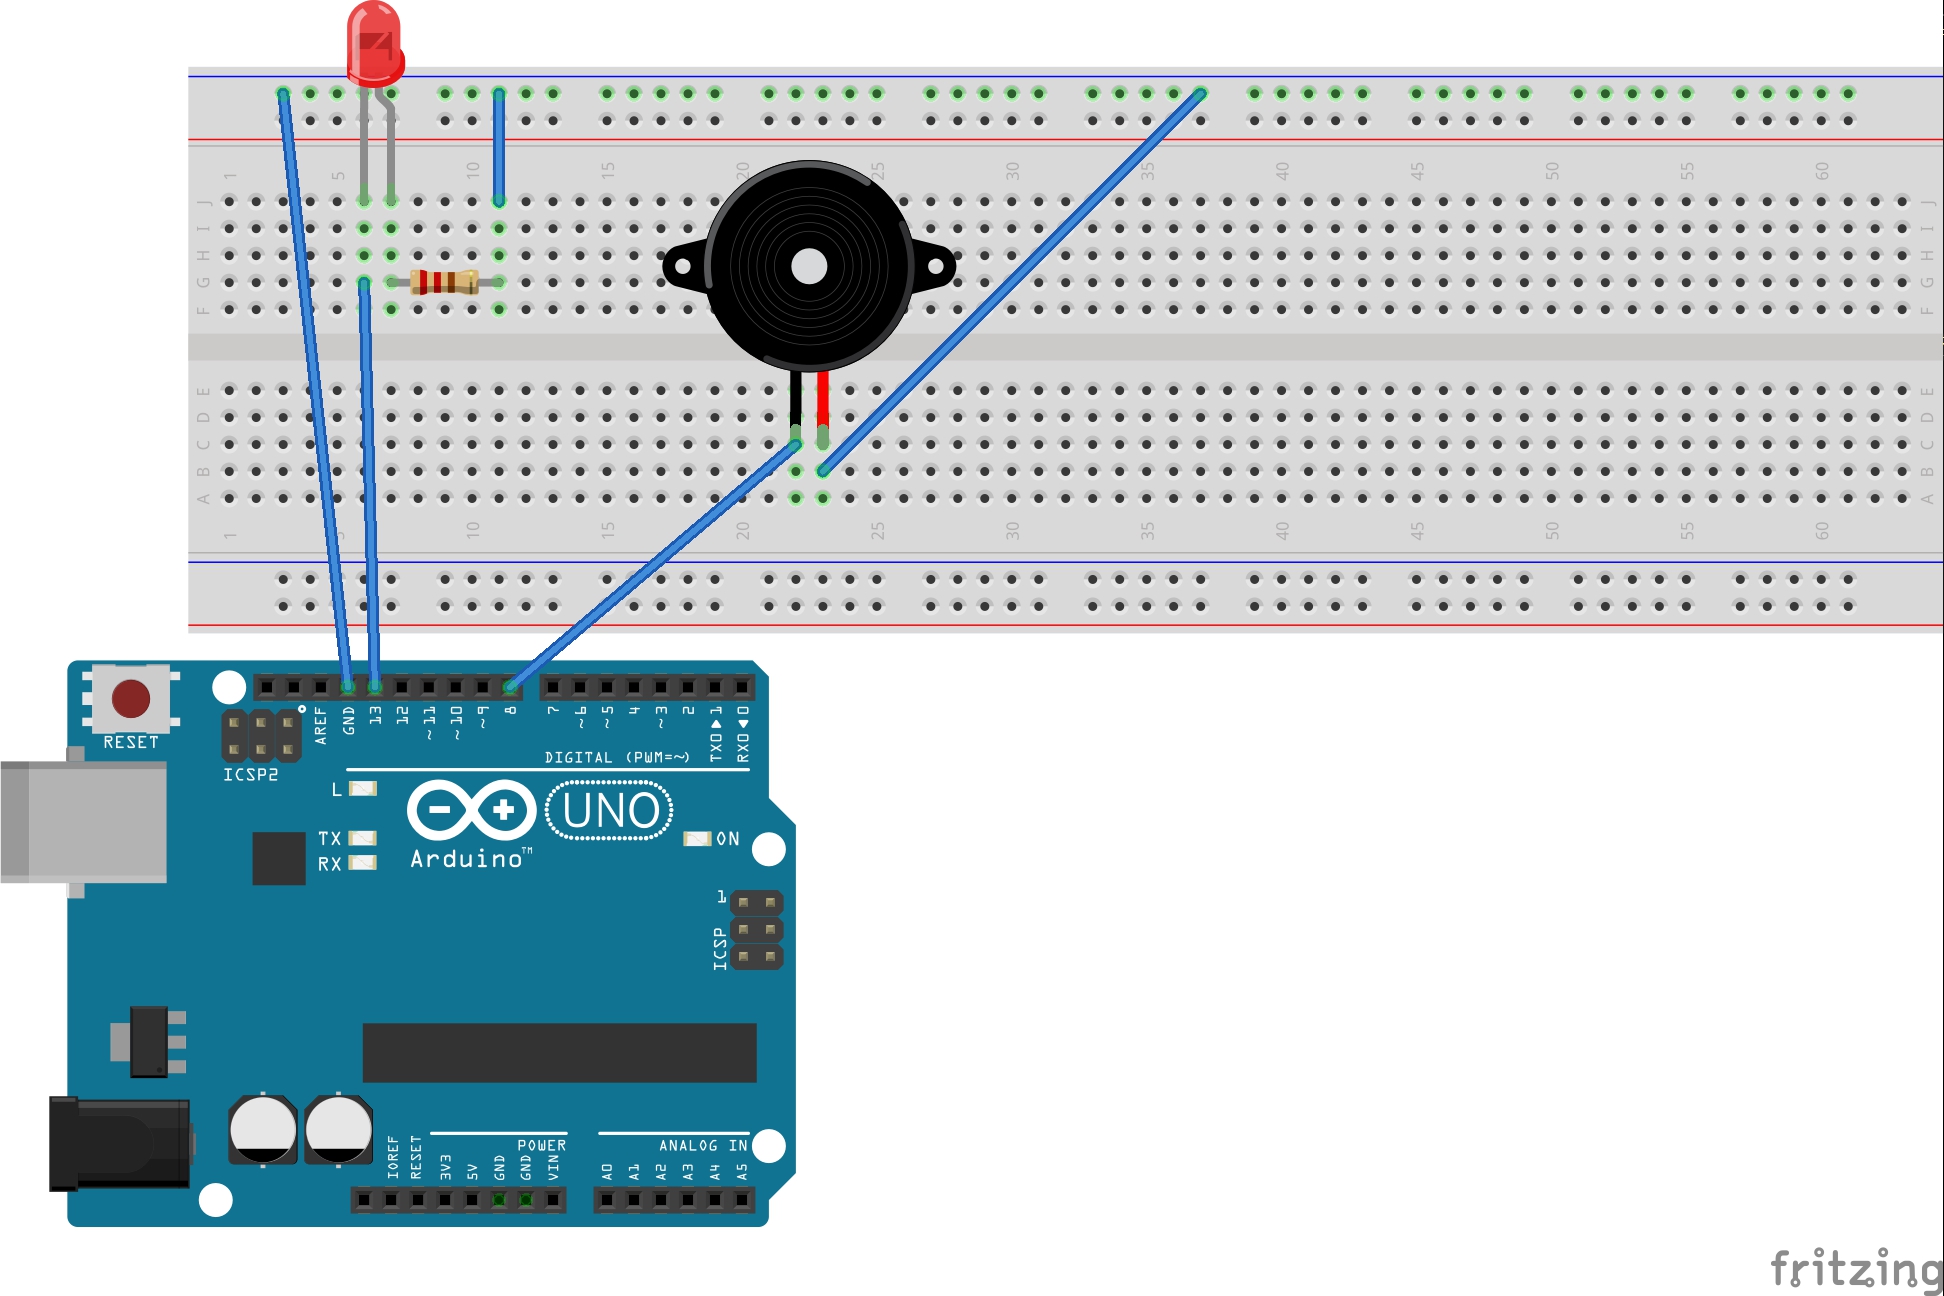 1 5 10 15 20 25 30 35 40 45 50 55 60
J J
I I
H H
G G
F F
E E
D D
C C
B B
A A
1 5 10 15 20 25 30 35 40 45 50 55 60
AREF GND 13 12 ~11 ~10 ~9 8 7 ~6 ~5 4 ~3 2 TX0▶1 RX0◀0
RESET
ICSP2
DIGITAL (PWM=~)
L
TX
RX
UNO
ON
Arduino™
1
ICSP
POWER
ANALOG IN
IOREF RESET 3V3 5V GND GND VIN A0 A1 A2 A3 A4 A5
fritzing